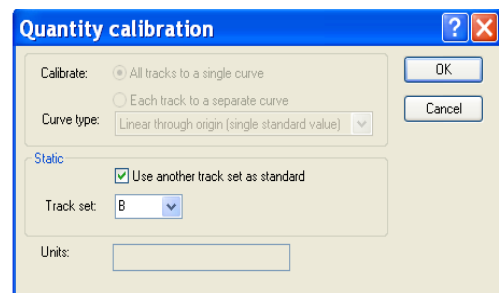 Quantity calibration
Calibrate:
All tracks to a single curve
Each track to a separate curve
Curve type:
Linear through origin (single standard value)
Static
Use another track set as standard
Track set:
B
Units:
OK
Cancel